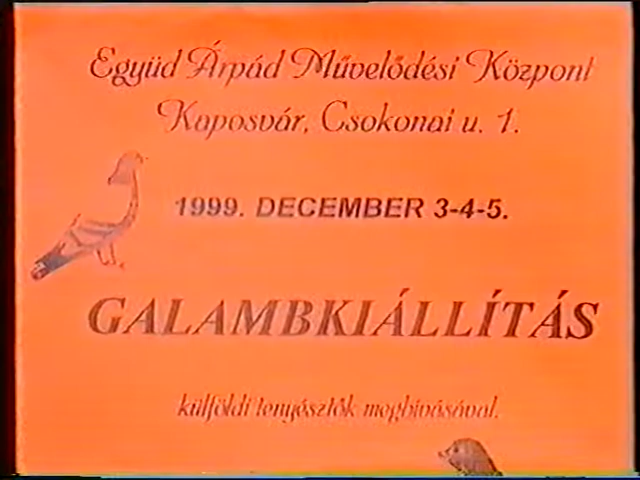 Együd Árpád Művelődési Központ
Kaposvár, Csokonai u. 1.
1999. DECEMBER 3-4-5.
GALAMBKIÁLLÍTÁS
külföldi tenyésztők meghívásával.